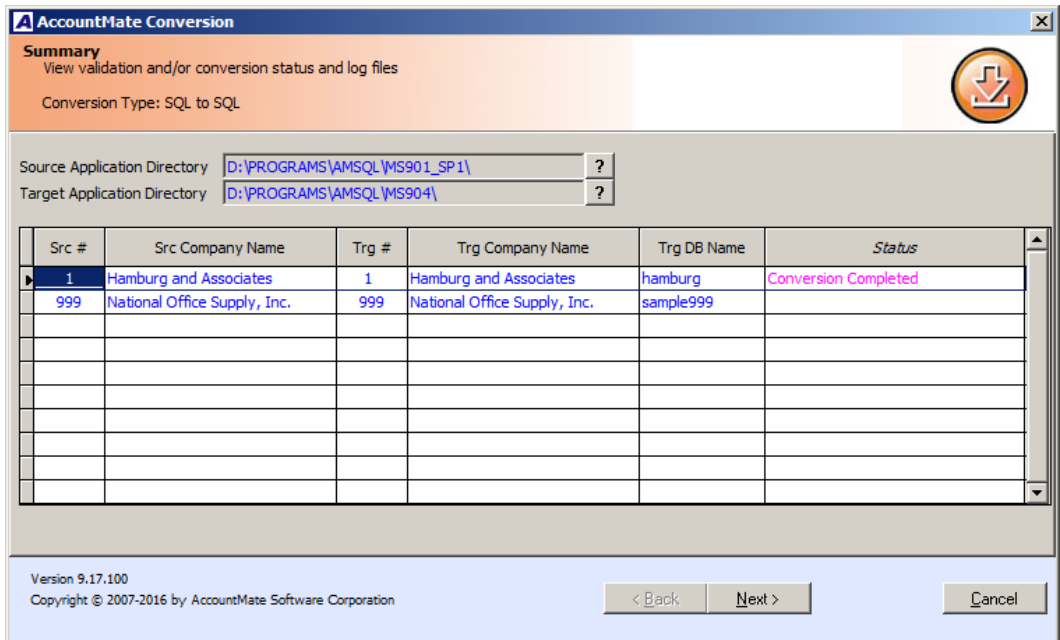 AccountMate Conversion
Summary
View validation and/or conversion status and log files
Conversion Type: SQL to SQL
Source Application Directory D:\PROGRAMS\AMSQL\MS901_SP1\ ?
Target Application Directory D:\PROGRAMS\AMSQL\MS904\ ?
Src # Src Company Name Trg # Trg Company Name Trg DB Name Status
1 Hamburg and Associates 1 Hamburg and Associates hamburg Conversion Completed
999 National Office Supply, Inc. 999 National Office Supply, Inc. sample999
Version 9.17.100
Copyright © 2007-2016 by AccountMate Software Corporation
< Back Next > Cancel